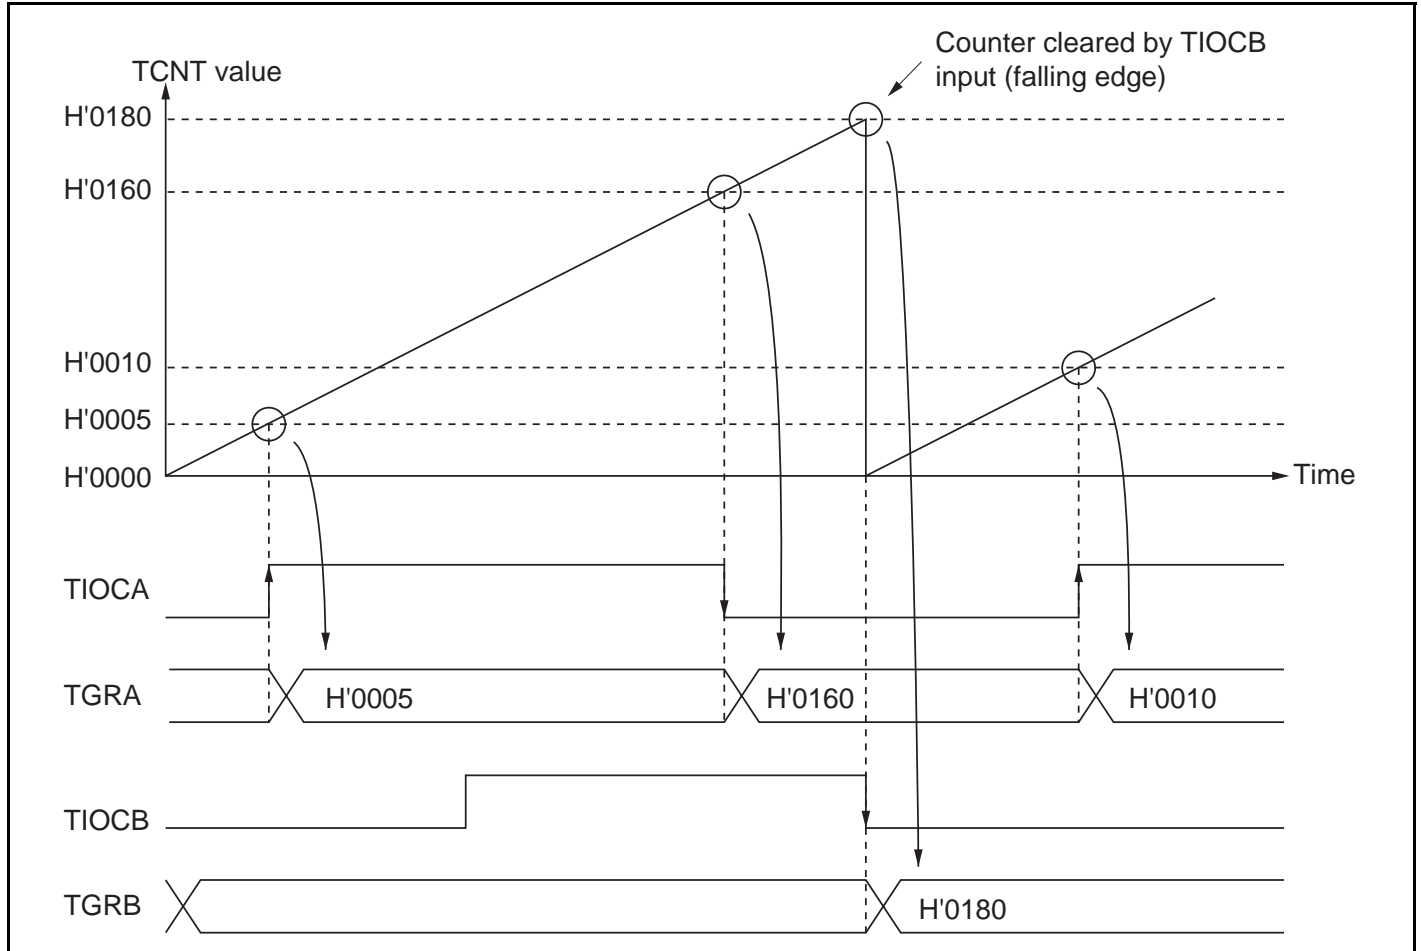 Counter cleared by TIOCB
input (falling edge)
TCNT value
H'0180
H'0160
H'0010
H'0005
H'0000
Time
TIOCA
TGRA
H'0005
H'0160
H'0010
TIOCB
TGRB
H'0180